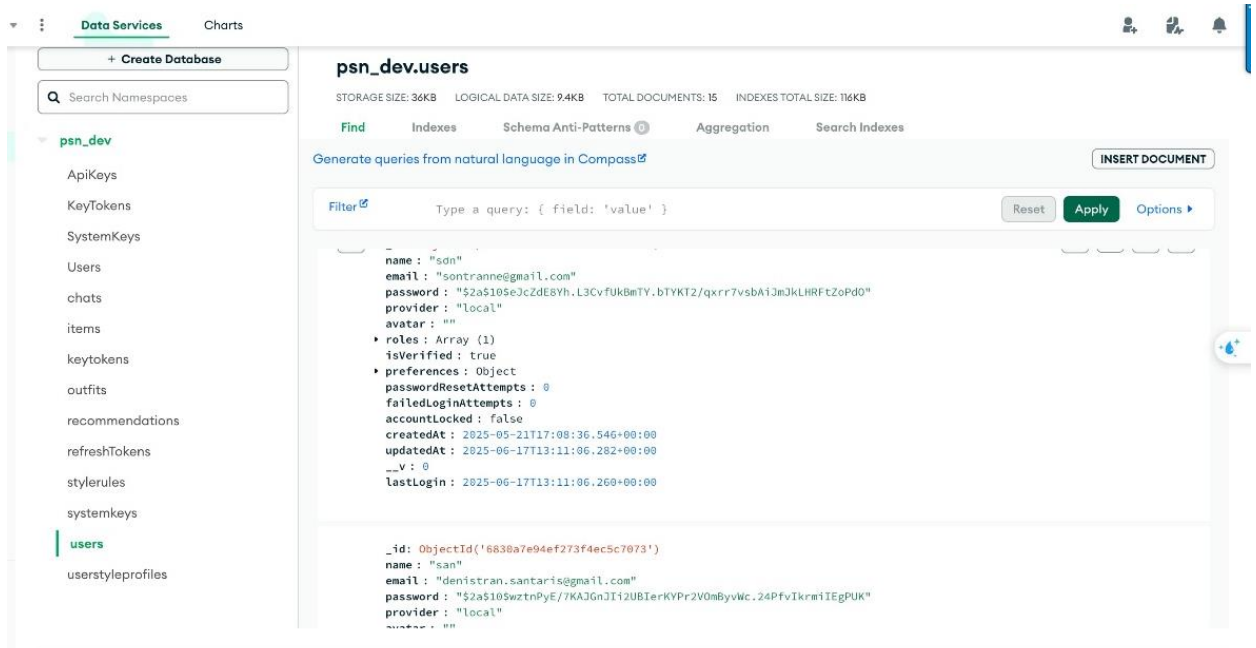 Data Services Charts
+ Create Database
Search Namespaces
psn_dev
ApiKeys
KeyTokens
SystemKeys
Users
chats
items
keytokens
outfits
recommendations
refreshTokens
stylerules
systemkeys
users
userstyleprofiles
psn_dev.users
STORAGE SIZE: 36KB LOGICAL DATA SIZE: 9.4KB TOTAL DOCUMENTS: 15 INDEXES TOTAL SIZE: 116KB
Find Indexes Schema Anti-Patterns 0 Aggregation Search Indexes
Generate queries from natural language in Compass
INSERT DOCUMENT
Filter Type a query: { field: 'value' } Reset Apply Options
name : "sdn"
email : "sontranne@gmail.com"
password : "$2a$10$eJcZdE8Yh.L3CvfUkBmTY.bTYKT2/qxrr7vsbAiJmJkLHRFtZoPdO"
provider : "local"
avatar : ""
roles : Array (1)
isVerified : true
preferences : Object
passwordResetAttempts : 0
failedLoginAttempts : 0
accountLocked : false
createdAt : 2025-05-21T17:08:36.546+00:00
updatedAt : 2025-06-17T13:11:06.282+00:00
__v : 0
lastLogin : 2025-06-17T13:11:06.260+00:00
_id: ObjectId('6830a7e94ef273f4ec5c7073')
name : "san"
email : "denistran.santaris@gmail.com"
password : "$2a$10$wztnPyE/7KAJGnJIi2UBIerKYPr2VOmByvWc.24PfvIkrmiIEgPUK"
provider : "local"
avatar : ""